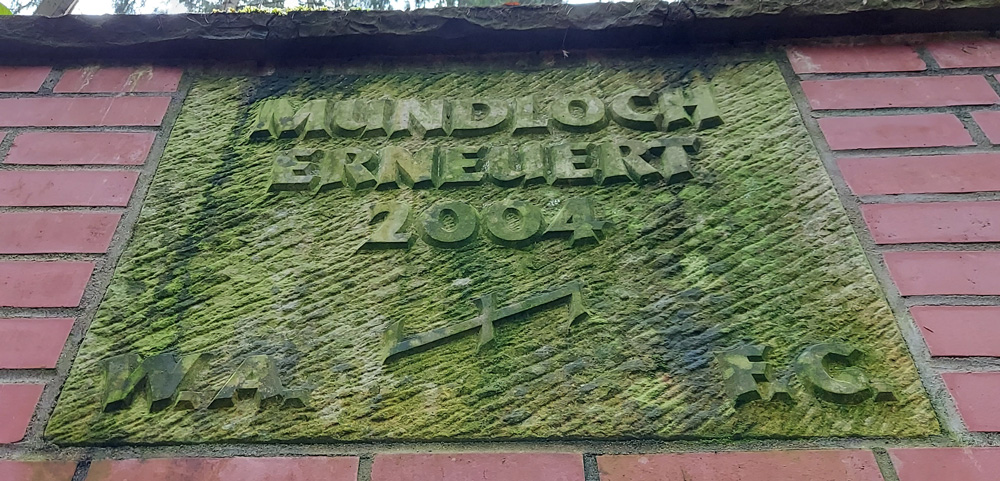 MUNDLOCH
ERNEUERT
2004
W.A. F.C.